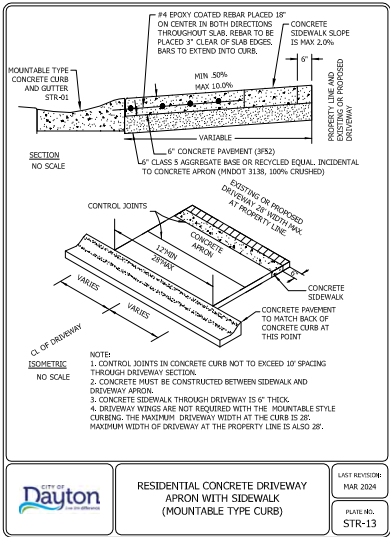 #4 EPOXY COATED REBAR PLACED 18"
ON CENTER IN BOTH DIRECTIONS
THROUGHOUT SLAB. REBAR TO BE
PLACED 3" CLEAR OF SLAB EDGES.
BARS TO EXTEND INTO CURB.
CONCRETE
SIDEWALK SLOPE
IS MAX 2.0%
6"
MOUNTABLE TYPE
CONCRETE CURB
AND GUTTER
STR-01
MIN .50%
MAX 10.0%
PROPERTY LINE AND
EXISTING OR PROPOSED
DRIVEWAY
VARIABLE
SECTION
NO SCALE
6" CONCRETE PAVEMENT (3F52)
6" CLASS 5 AGGREGATE BASE OR RECYCLED EQUAL. INCIDENTAL
TO CONCRETE APRON (MNDOT 3138, 100% CRUSHED)
EXISTING OR PROPOSED
DRIVEWAY 28' WIDTH MAX.
AT PROPERTY LINE
CONTROL JOINTS
CONCRETE
APRON
12'MIN
28'MAX
6"
CONCRETE
SIDEWALK
VARIES
VARIES
CONCRETE PAVEMENT
TO MATCH BACK OF
CONCRETE CURB AT
THIS POINT
CL OF DRIVEWAY
ISOMETRIC
NO SCALE
NOTE:
1. CONTROL JOINTS IN CONCRETE CURB NOT TO EXCEED 10' SPACING
THROUGH DRIVEWAY SECTION.
2. CONCRETE MUST BE CONSTRUCTED BETWEEN SIDEWALK AND
DRIVEWAY APRON.
3. CONCRETE SIDEWALK THROUGH DRIVEWAY IS 6" THICK.
4. DRIVEWAY WINGS ARE NOT REQUIRED WITH THE MOUNTABLE STYLE
CURBING. THE MAXIMUM DRIVEWAY WIDTH AT THE CURB IS 28'.
MAXIMUM WIDTH OF DRIVEWAY AT THE PROPERTY LINE IS ALSO 28'.
CITY OF
Dayton
Live the difference
RESIDENTIAL CONCRETE DRIVEWAY
APRON WITH SIDEWALK
(MOUNTABLE TYPE CURB)
LAST REVISION:
MAR 2024
PLATE NO.
STR-13